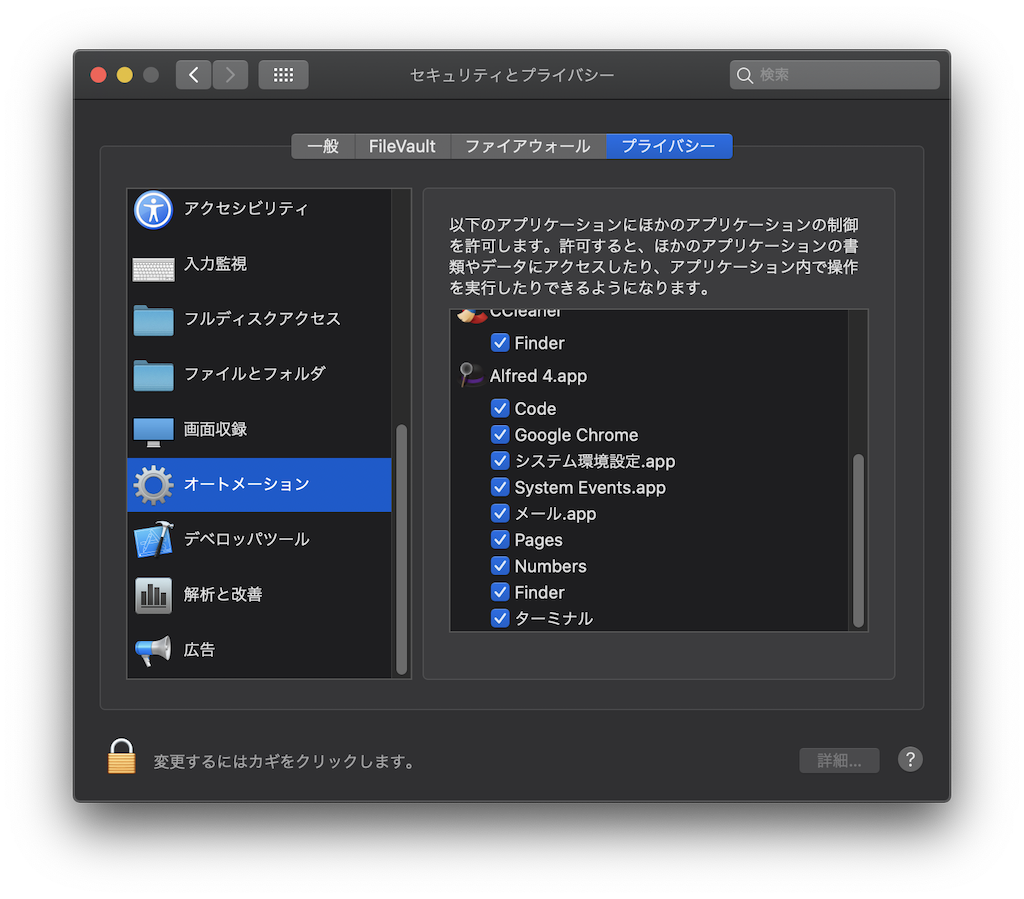 セキュリティとプライバシー
検索
一般
FileVault
ファイアウォール
プライバシー
アクセシビリティ
入力監視
フルディスクアクセス
ファイルとフォルダ
画面収録
オートメーション
デベロッパツール
解析と改善
広告
以下のアプリケーションにほかのアプリケーションの制御
を許可します。許可すると、ほかのアプリケーションの書
類やデータにアクセスしたり、アプリケーション内で操作
を実行したりできるようになります。
CCleaner
Finder
Alfred 4.app
Code
Google Chrome
システム環境設定.app
System Events.app
メール.app
Pages
Numbers
Finder
ターミナル
変更するにはカギをクリックします。
詳細...
?